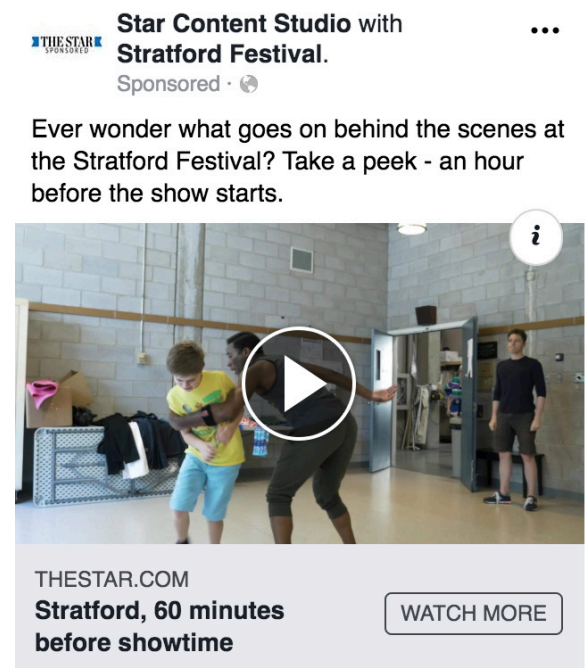 THE STAR
SPONSORED
Star Content Studio with
Stratford Festival.
Sponsored ·
Ever wonder what goes on behind the scenes at
the Stratford Festival? Take a peek - an hour
before the show starts.
i
THESTAR.COM
Stratford, 60 minutes
before showtime
WATCH MORE